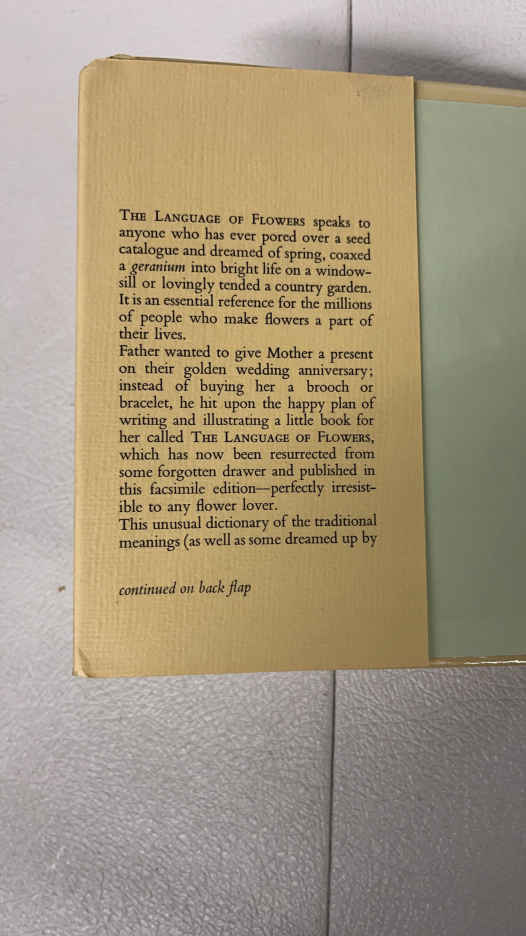 THE LANGUAGE OF FLOWERS speaks to
anyone who has ever pored over a seed
catalogue and dreamed of spring, coaxed
a geranium into bright life on a window-
sill or lovingly tended a country garden.
It is an essential reference for the millions
of people who make flowers a part of
their lives.
Father wanted to give Mother a present
on their golden wedding anniversary;
instead of buying her a brooch or
bracelet, he hit upon the happy plan of
writing and illustrating a little book for
her called THE LANGUAGE OF FLOWERS,
which has now been resurrected from
some forgotten drawer and published in
this facsimile edition—perfectly irresist-
ible to any flower lover.
This unusual dictionary of the traditional
meanings (as well as some dreamed up by
continued on back flap